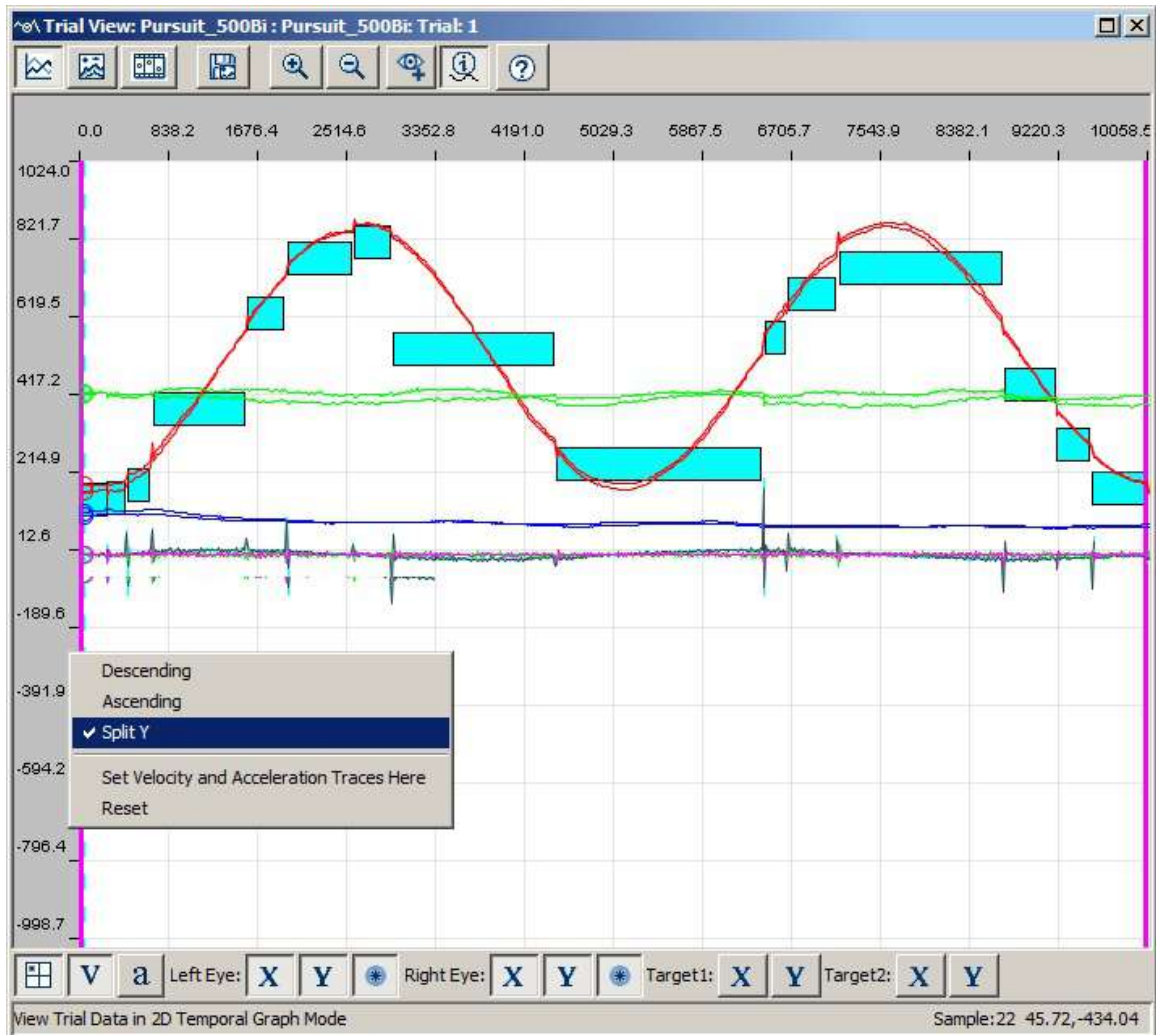 Trial View: Pursuit_500Bi : Pursuit_500Bi: Trial: 1
0.0 838.2 1676.4 2514.6 3352.8 4191.0 5029.3 5867.5 6705.7 7543.9 8382.1 9220.3 10058.5
1024.0
821.7
619.5
417.2
214.9
12.6
-189.6
-391.9
-594.2
-796.4
-998.7
Descending
Ascending
Split Y
Set Velocity and Acceleration Traces Here
Reset
V a Left Eye: X Y Right Eye: X Y Target1: X Y Target2: X Y
View Trial Data in 2D Temporal Graph Mode Sample:22 45.72,-434.04